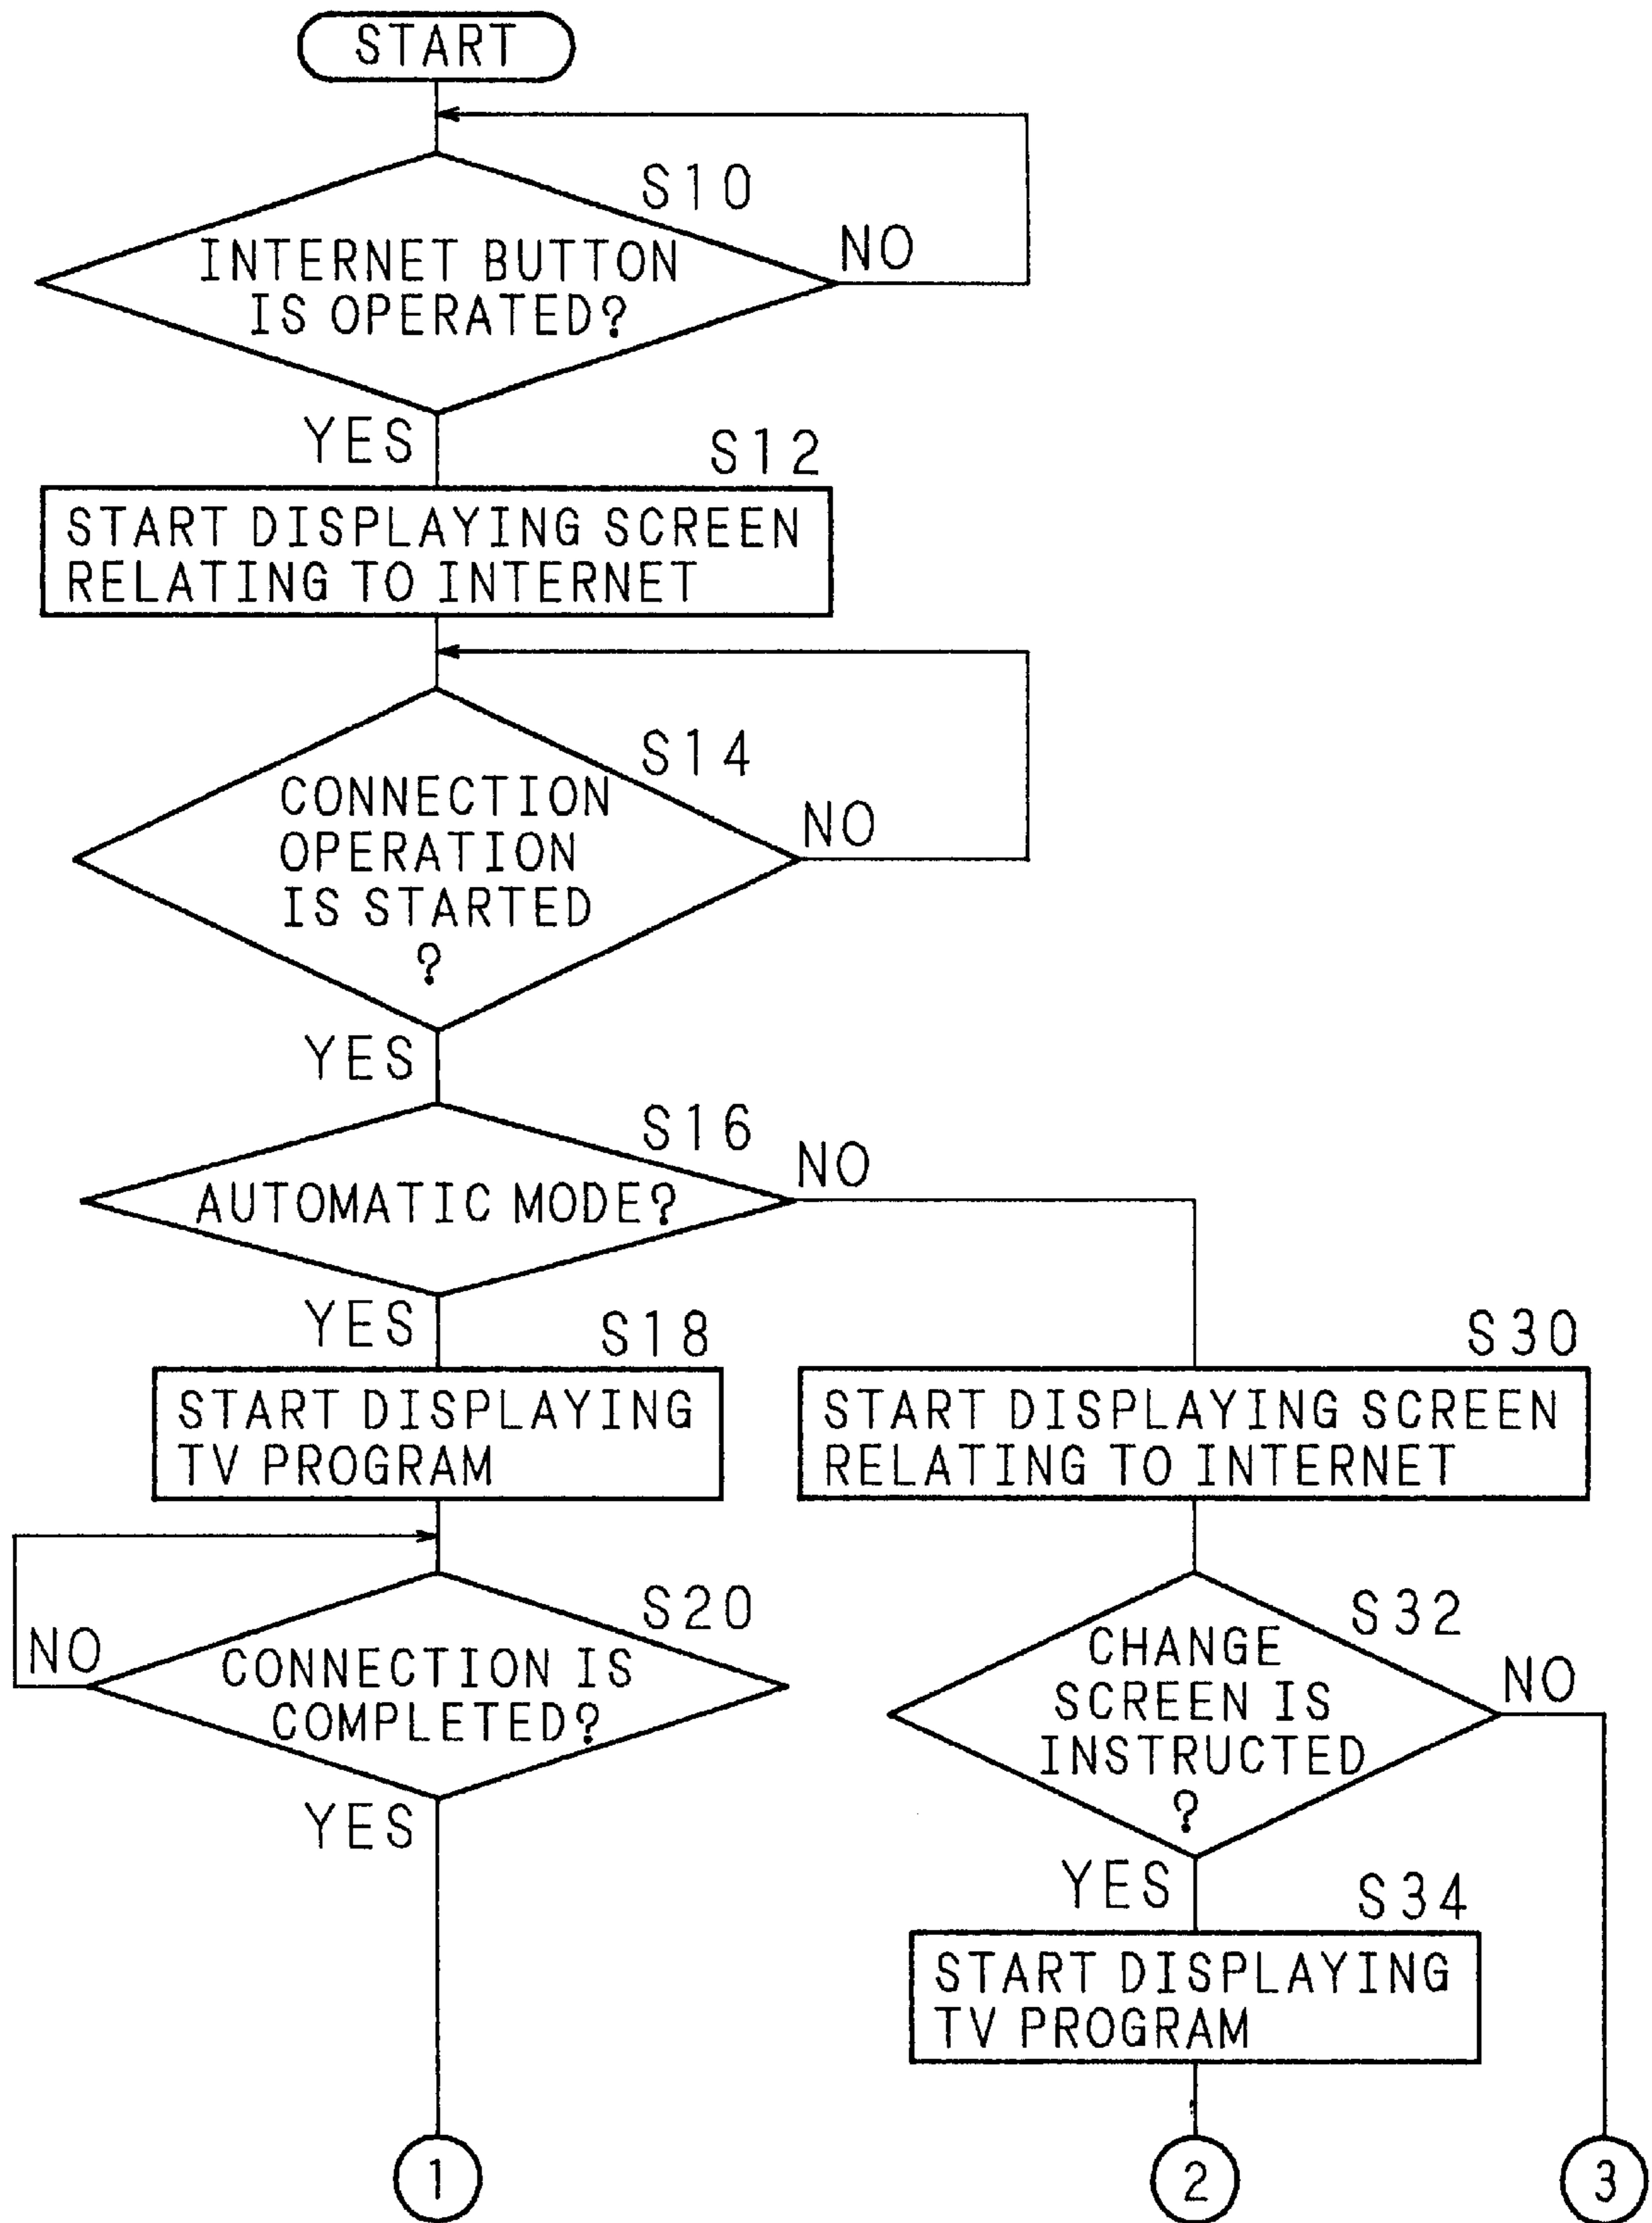 START
S10
INTERNET BUTTON
IS OPERATED?
NO
YES
S12
START DISPLAYING SCREEN
RELATING TO INTERNET
S14
CONNECTION
OPERATION
IS STARTED
?
NO
YES
S16
AUTOMATIC MODE?
NO
YES
S18
START DISPLAYING
TV PROGRAM
S20
CONNECTION IS
COMPLETED?
NO
YES
1
S30
START DISPLAYING SCREEN
RELATING TO INTERNET
S32
CHANGE
SCREEN IS
INSTRUCTED
?
NO
YES
S34
START DISPLAYING
TV PROGRAM
2
3